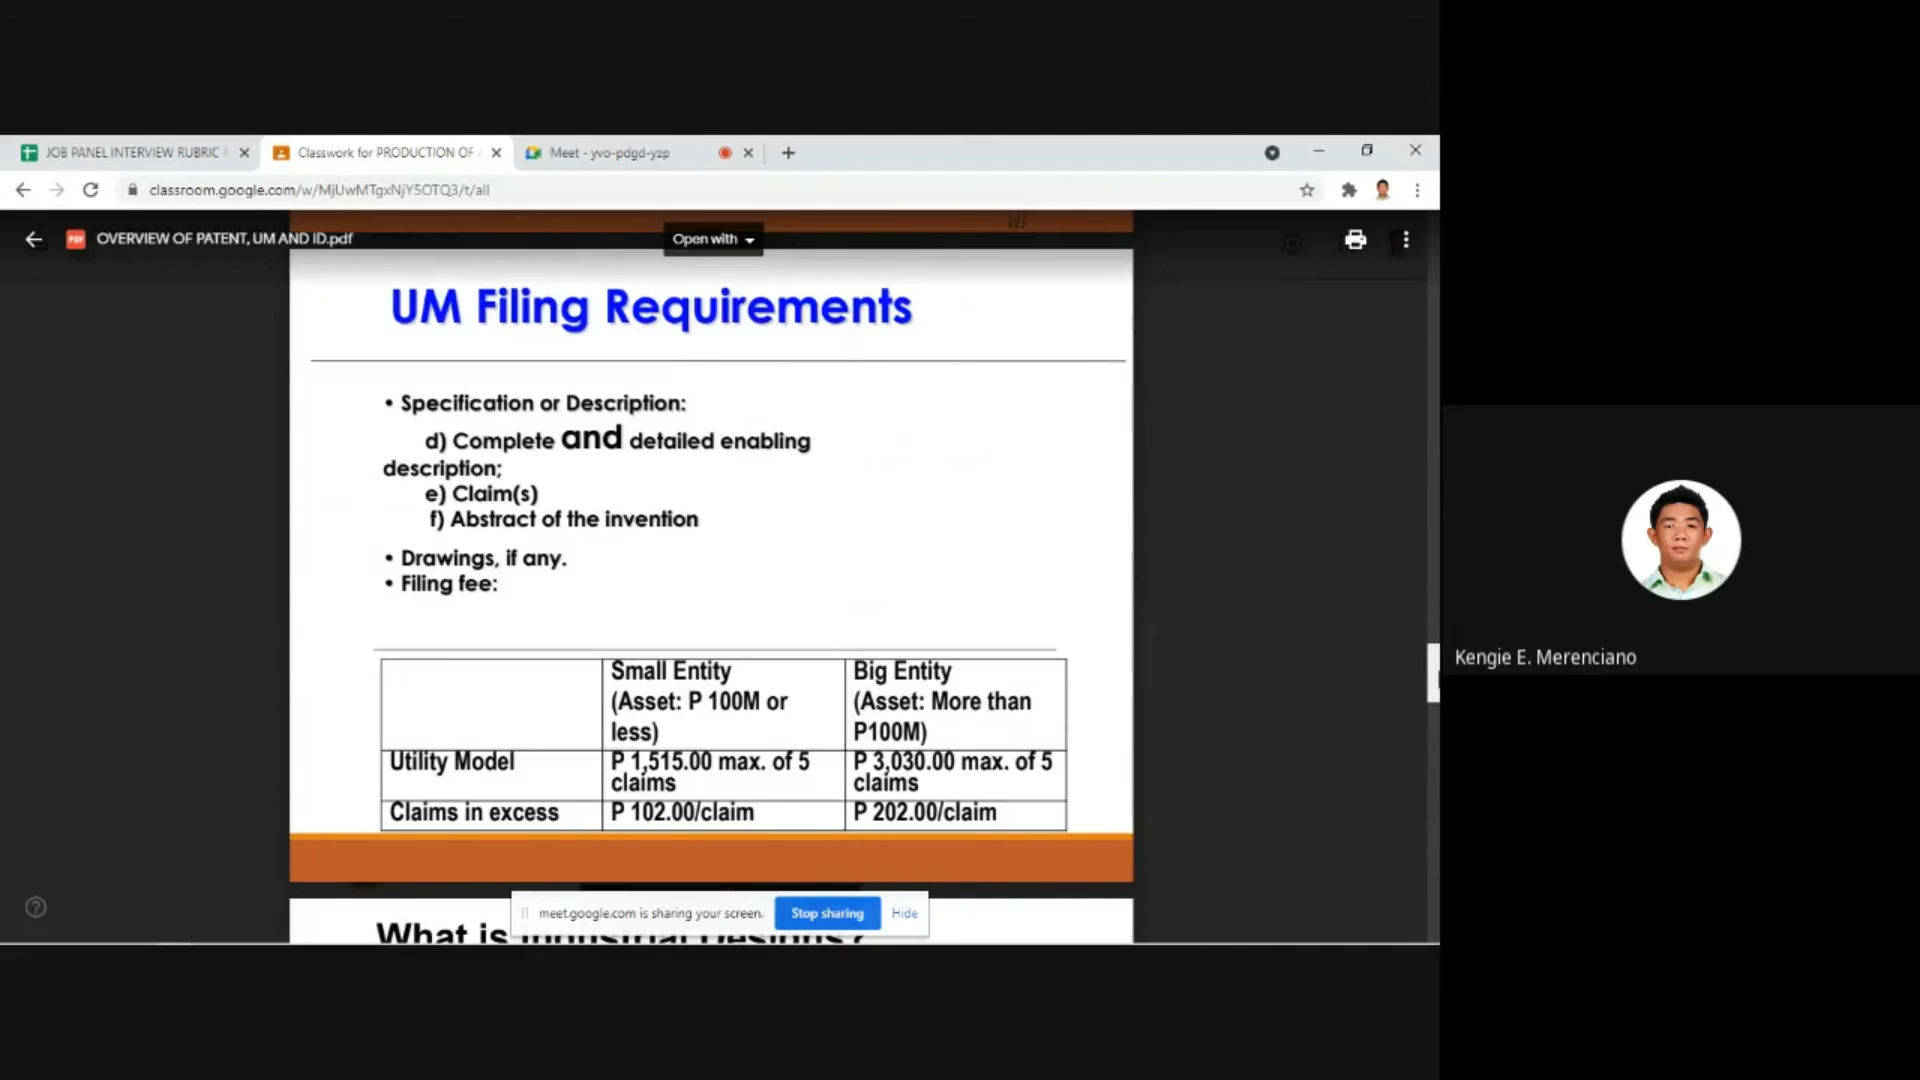 JOB PANEL INTERVIEW RUBRIC
Classwork for PRODUCTION OF
Meet - yvo-pdgd-yzp
classroom.google.com/w/MjUwMTgxNjY5OTQ3/t/all
PDF
OVERVIEW OF PATENT, UM AND ID.pdf
Open with
UM Filing Requirements
• Specification or Description:
d) Complete and detailed enabling
description;
e) Claim(s)
f) Abstract of the invention
• Drawings, if any.
• Filing fee:
Small Entity Big Entity
(Asset: P 100M or (Asset: More than
less) P100M)
Utility Model P 1,515.00 max. of 5 P 3,030.00 max. of 5
claims claims
Claims in excess P 102.00/claim P 202.00/claim
Kengie E. Merenciano
meet.google.com is sharing your screen.
Stop sharing
Hide
What is Industrial Designs?